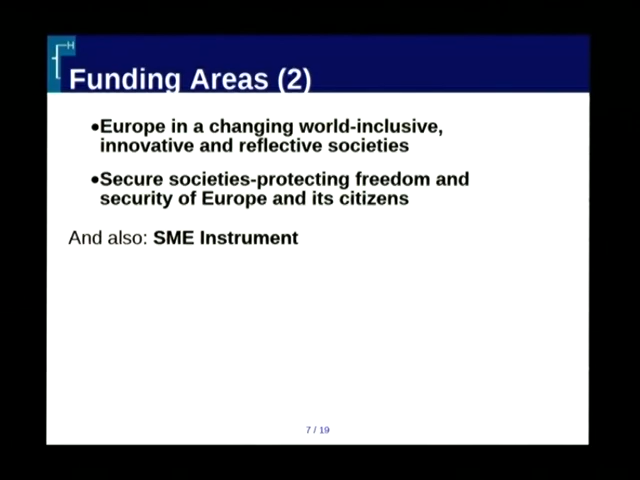 H
Funding Areas (2)
•Europe in a changing world-inclusive,
innovative and reflective societies
•Secure societies-protecting freedom and
security of Europe and its citizens
And also: SME Instrument
7 / 19